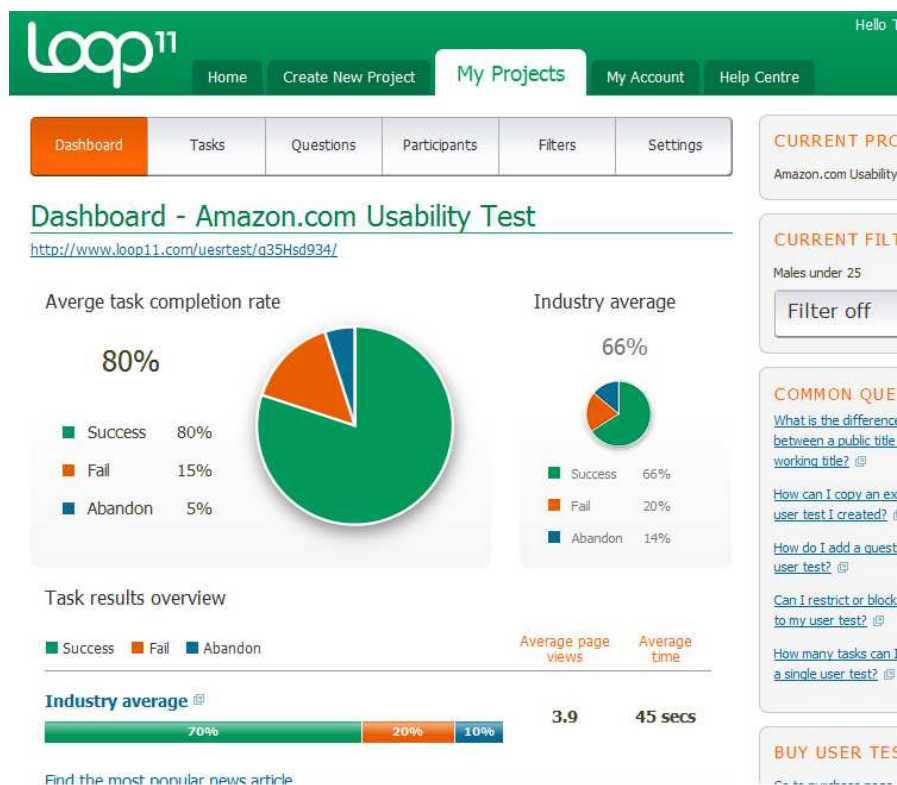 Loop11
Hello T
Home
Create New Project
My Projects
My Account
Help Centre
Dashboard
Tasks
Questions
Participants
Filters
Settings
Dashboard - Amazon.com Usability Test
http://www.loop11.com/uesrtest/q35Hsd934/
Averge task completion rate
80%
Success 80%
Fail 15%
Abandon 5%
Industry average
66%
Success 66%
Fail 20%
Abandon 14%
Task results overview
Success Fail Abandon
Average page
views
Average
time
Industry average
70% 20% 10%
3.9
45 secs
Find the most popular news article
CURRENT PRO
Amazon.com Usability
CURRENT FILT
Males under 25
Filter off
COMMON QUE
What is the difference
between a public title
working title?
How can I copy an ex
user test I created?
How do I add a quest
user test?
Can I restrict or block
to my user test?
How many tasks can I
a single user test?
BUY USER TES
Go to purchase page